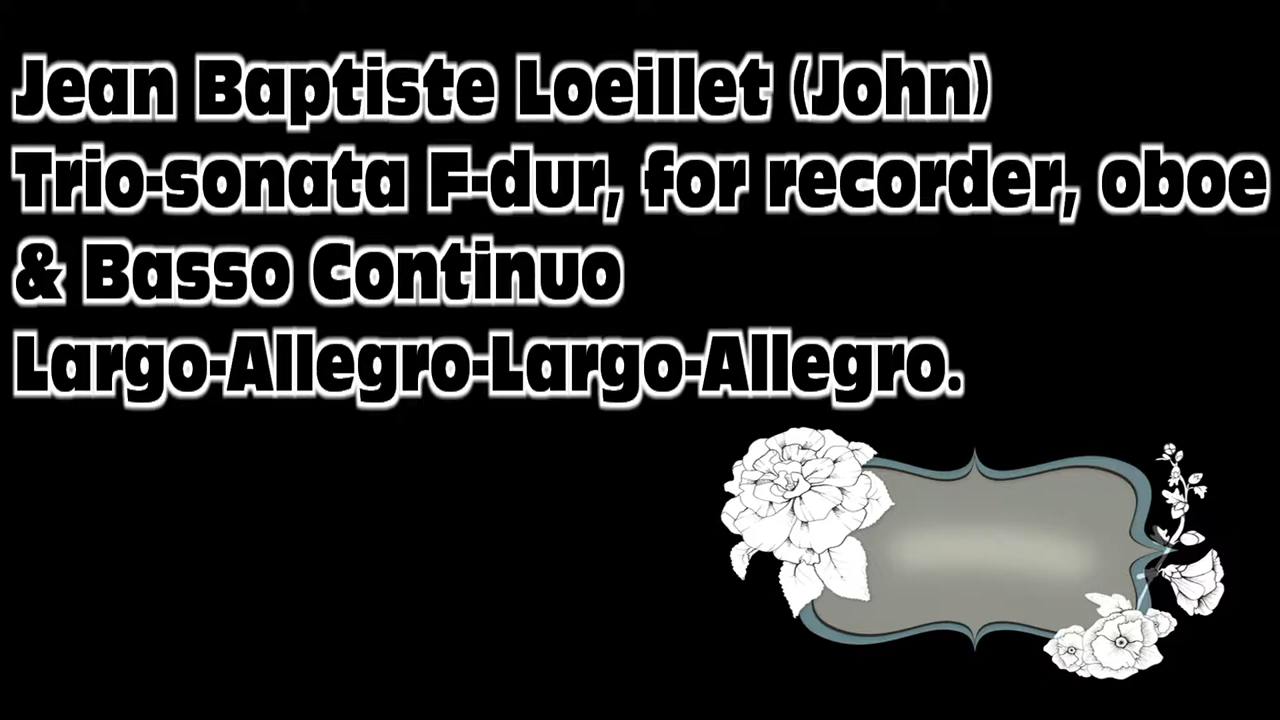 Jean Baptiste Loeillet (John)
Trio-sonata F-dur, for recorder, oboe
& Basso Continuo
Largo-Allegro-Largo-Allegro.